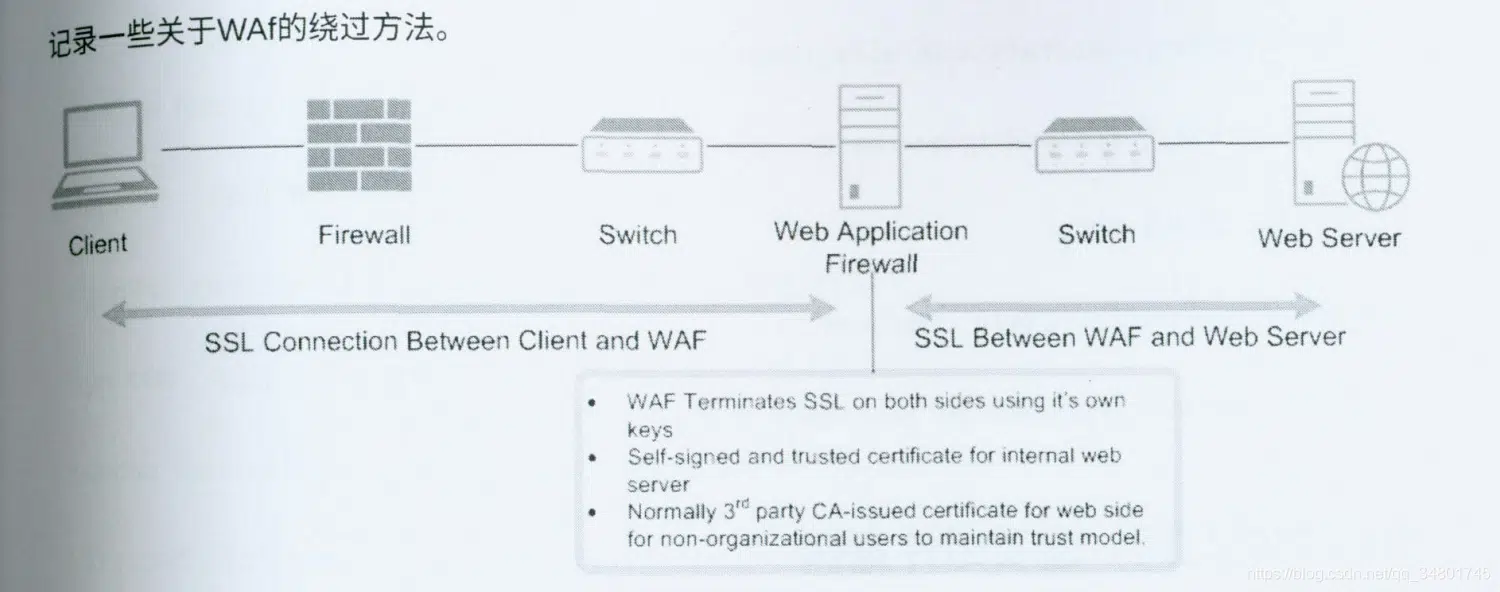 记录一些关于WAf的绕过方法。
Client
Firewall
Switch
Web Application
Firewall
Switch
Web Server
SSL Connection Between Client and WAF
SSL Between WAF and Web Server
• WAF Terminates SSL on both sides using it's own
keys
• Self-signed and trusted certificate for internal web
server
• Normally 3rd party CA-issued certificate for web side
for non-organizational users to maintain trust model.
https://blog.csdn.net/qq_34801745